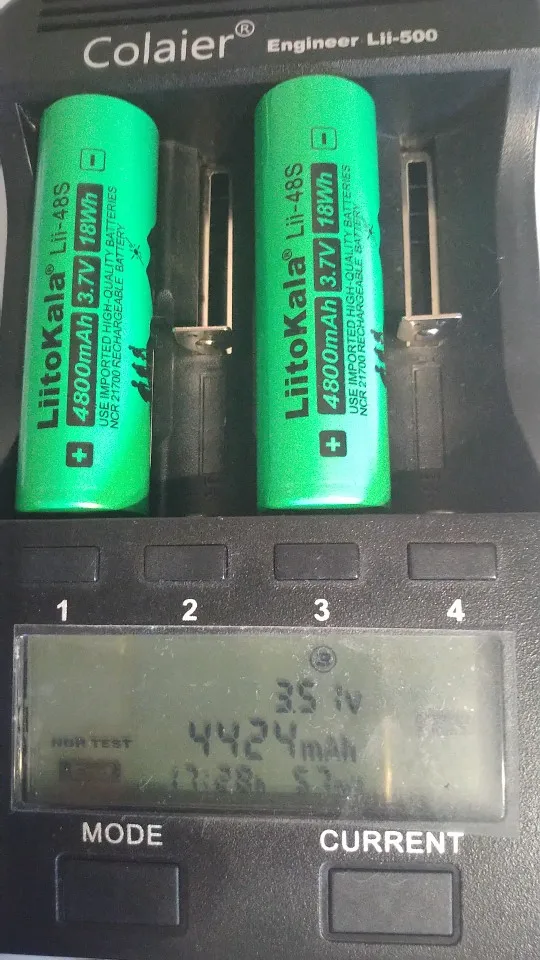 Colaier® Engineer Lii-500
LiitoKala® Lii-48S
4800mAh 3.7V 18Wh
USE IMPORTED HIGH-QUALITY BATTERIES
NCR 21700 RECHARGEABLE BATTERY
LiitoKala® Lii-48S
4800mAh 3.7V 18Wh
USE IMPORTED HIGH-QUALITY BATTERIES
NCR 21700 RECHARGEABLE BATTERY
1 2 3 4
3.51V
NOR TEST 4424mAh
MODE CURRENT